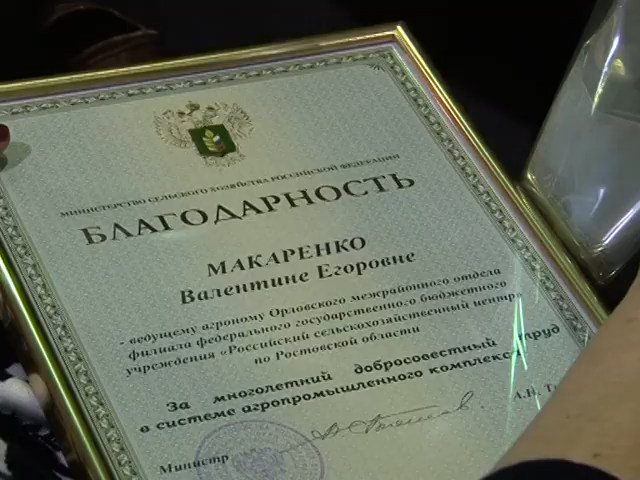 МИНИСТЕРСТВО СЕЛЬСКОГО ХОЗЯЙСТВА РОССИЙСКОЙ ФЕДЕРАЦИИ
БЛАГОДАРНОСТЬ
МАКАРЕНКО
Валентине Егоровне
- ведущему агроному Орловского межрайонного отдела
филиала федерального государственного бюджетного
учреждения «Российский сельскохозяйственный центр»
по Ростовской области
За многолетний добросовестный труд
в системе агропромышленного комплекса
Министр А.Н.